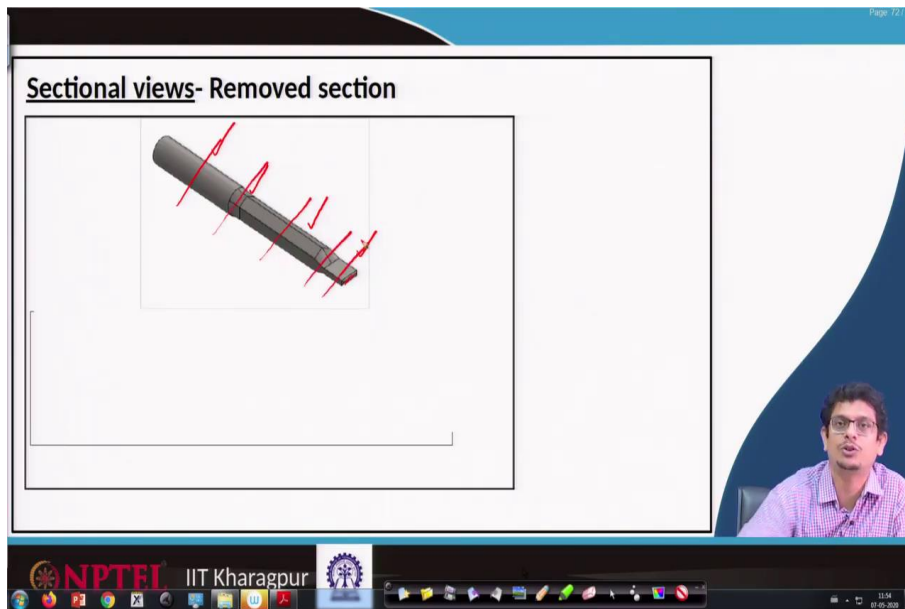 Page 72/
Sectional views- Removed section
NPTEL IIT Kharagpur
11:54
07-05-2020